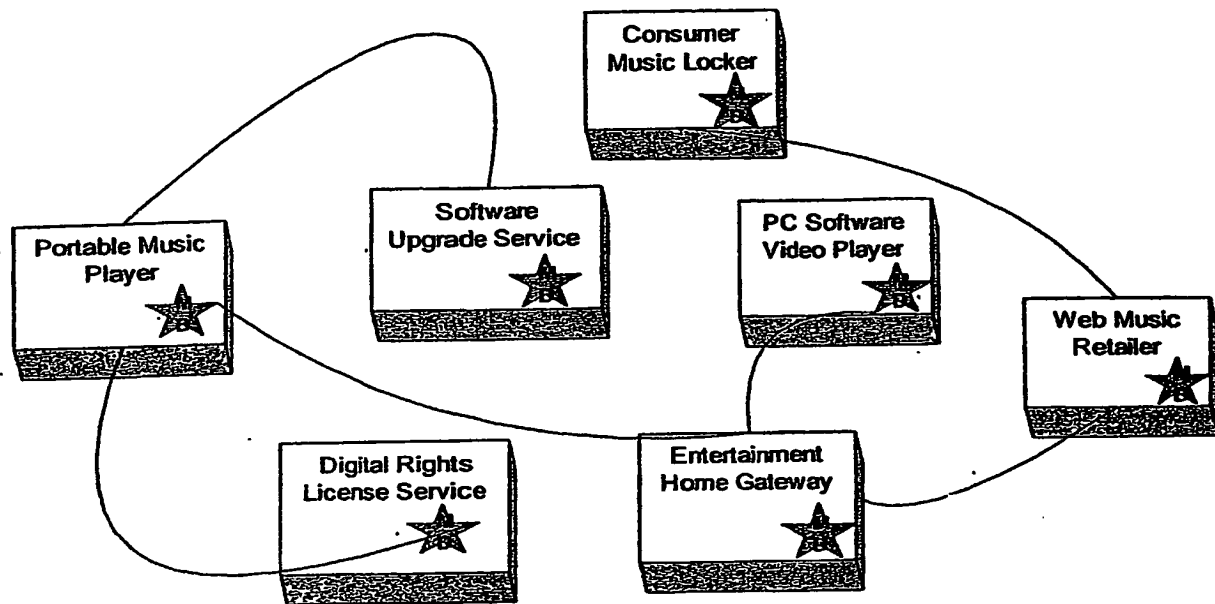 Consumer
Music Locker
Software
Upgrade Service
PC Software
Video Player
Portable Music
Player
Web Music
Retailer
Digital Rights
License Service
Entertainment
Home Gateway